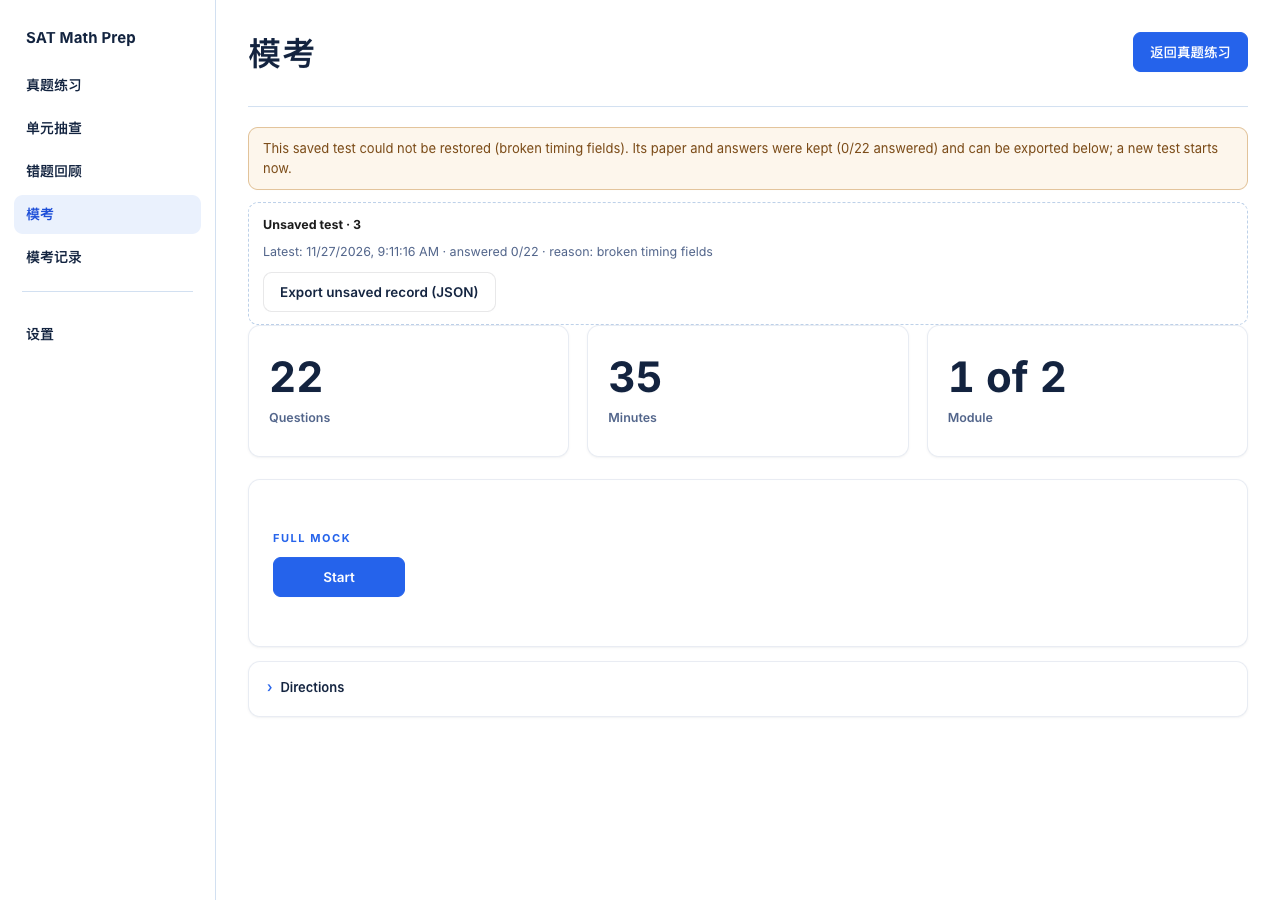 SAT Math Prep
真题练习
单元抽查
错题回顾
模考
模考记录
设置
模考
返回真题练习
This saved test could not be restored (broken timing fields). Its paper and answers were kept (0/22 answered) and can be exported below; a new test starts
now.
Unsaved test · 3
Latest: 11/27/2026, 9:11:16 AM · answered 0/22 · reason: broken timing fields
Export unsaved record (JSON)
22
Questions
35
Minutes
1 of 2
Module
FULL MOCK
Start
› Directions